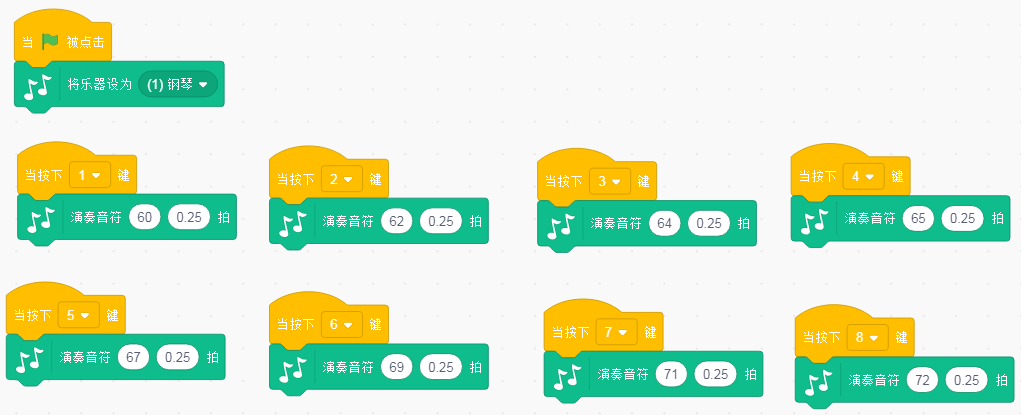 当 被点击
将乐器设为 (1) 钢琴
当按下 1 键
演奏音符 60 0.25 拍
当按下 2 键
演奏音符 62 0.25 拍
当按下 3 键
演奏音符 64 0.25 拍
当按下 4 键
演奏音符 65 0.25 拍
当按下 5 键
演奏音符 67 0.25 拍
当按下 6 键
演奏音符 69 0.25 拍
当按下 7 键
演奏音符 71 0.25 拍
当按下 8 键
演奏音符 72 0.25 拍